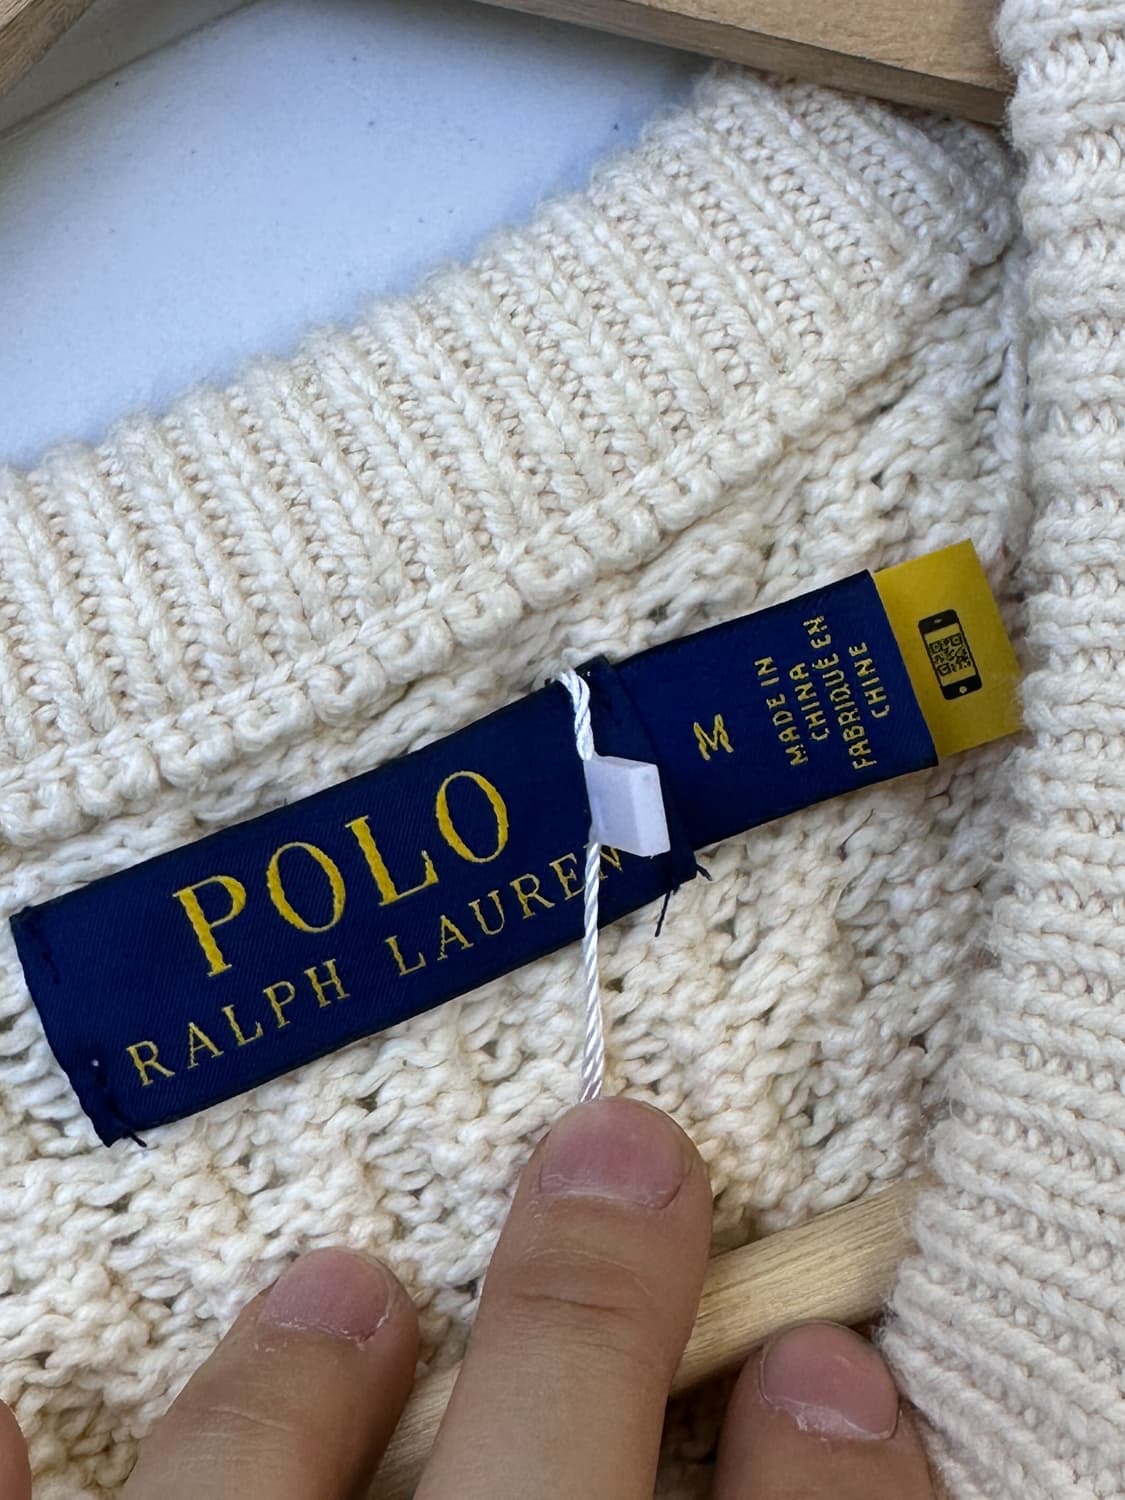 POLO
RALPH LAUREN
M
MADE IN
CHINA
FABRIQUÉ EN
CHINE